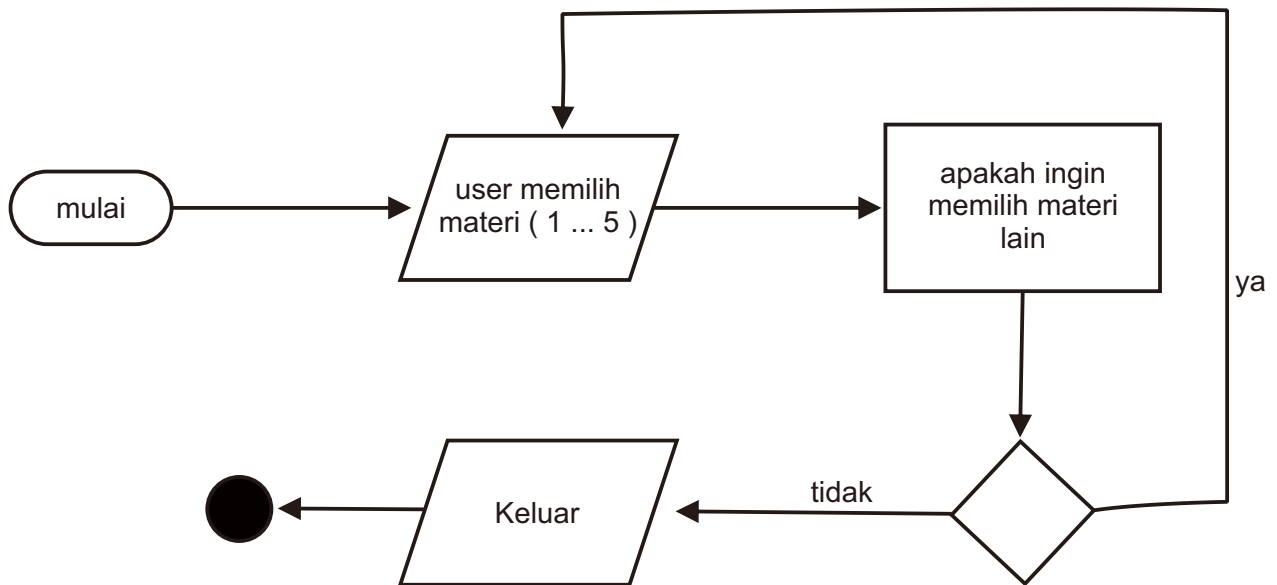 mulai
user memilih
materi ( 1 ... 5 )
apakah ingin
memilih materi
lain
ya
tidak
Keluar